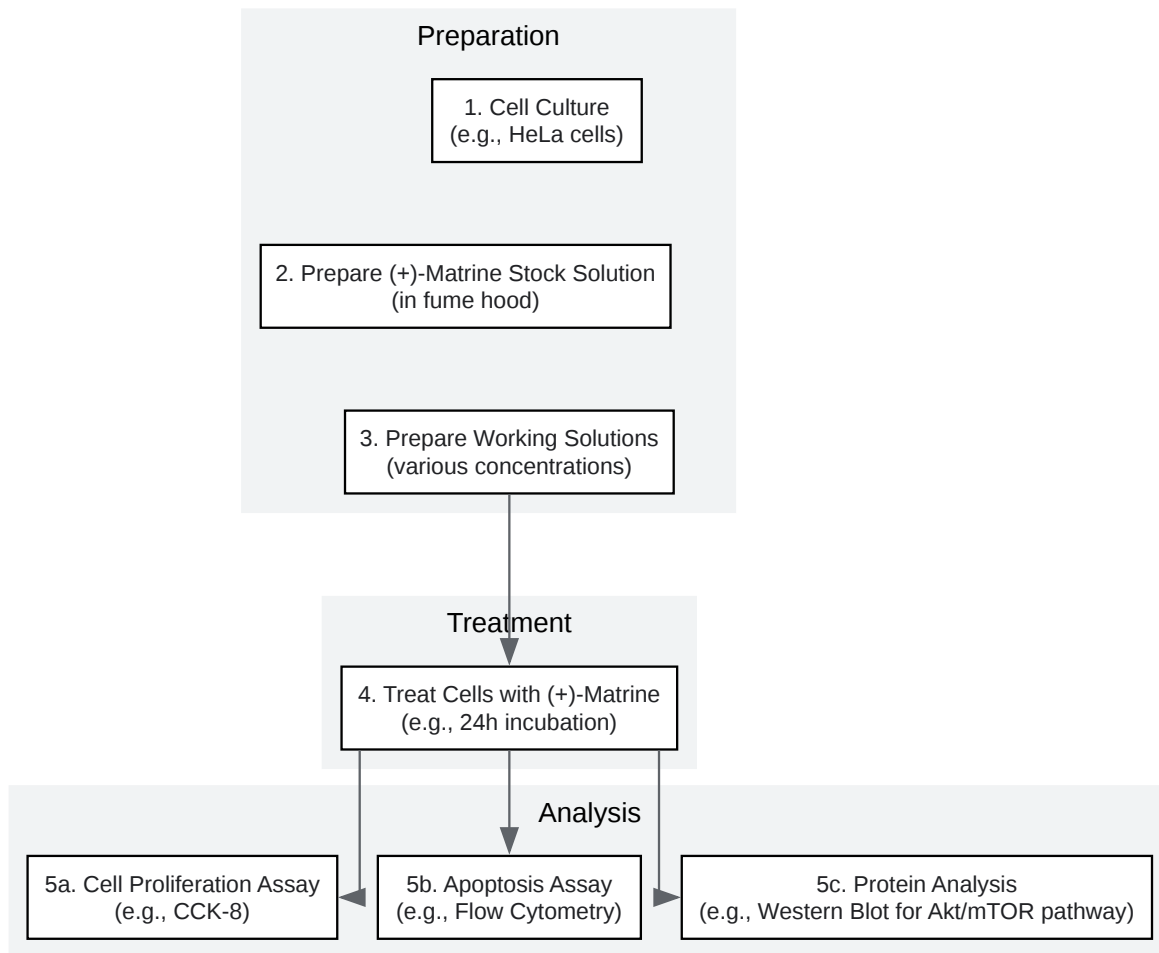 Preparation
1. Cell Culture
(e.g., HeLa cells)
2. Prepare (+)-Matrine Stock Solution
(in fume hood)
3. Prepare Working Solutions
(various concentrations)
Treatment
4. Treat Cells with (+)-Matrine
(e.g., 24h incubation)
Analysis
5a. Cell Proliferation Assay
(e.g., CCK-8)
5b. Apoptosis Assay
(e.g., Flow Cytometry)
5c. Protein Analysis
(e.g., Western Blot for Akt/mTOR pathway)